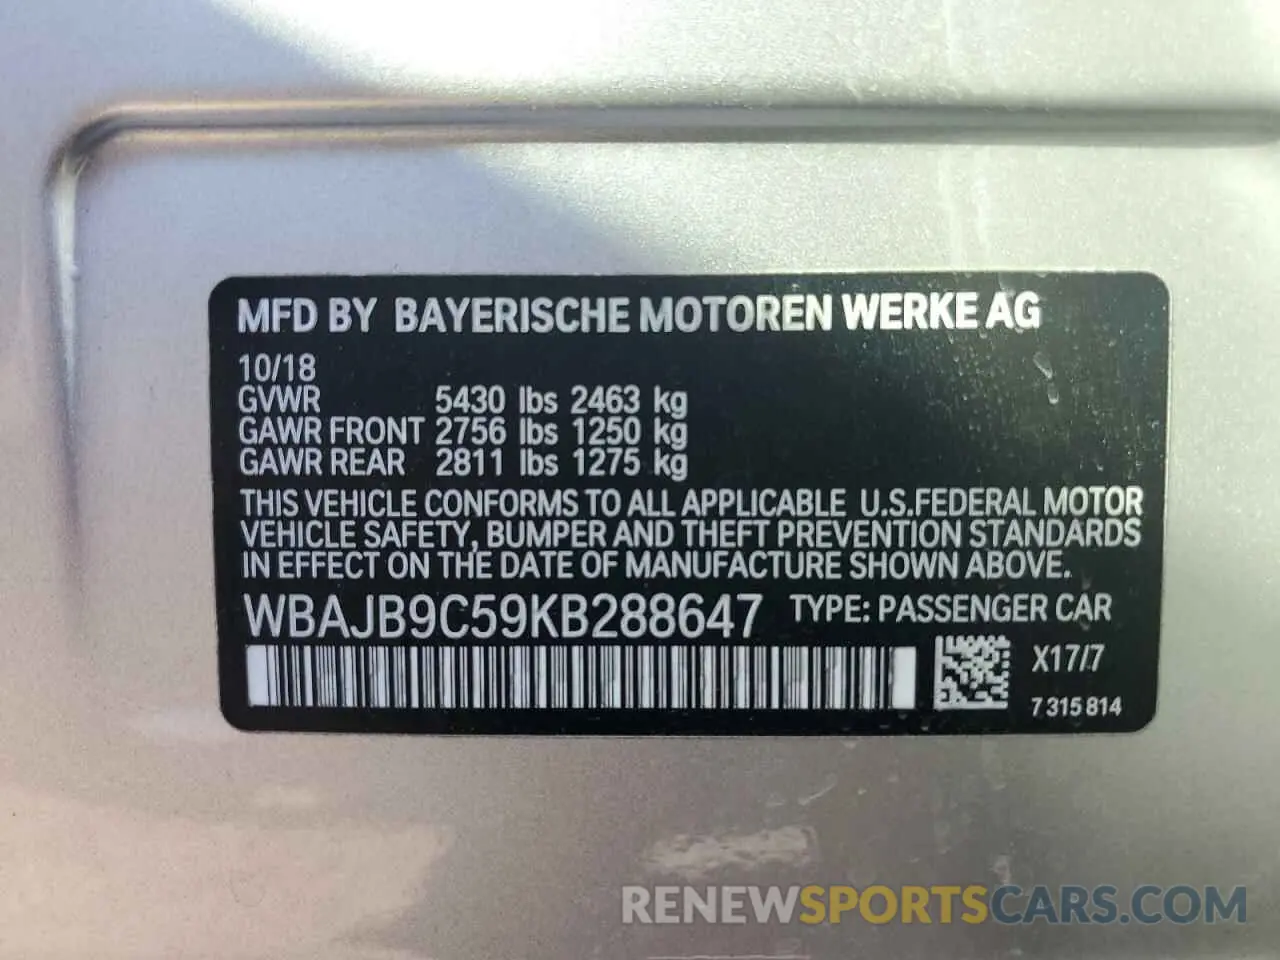 MFD BY BAYERISCHE MOTOREN WERKE AG
10/18
GVWR 5430 lbs 2463 kg
GAWR FRONT 2756 lbs 1250 kg
GAWR REAR 2811 lbs 1275 kg
THIS VEHICLE CONFORMS TO ALL APPLICABLE U.S.FEDERAL MOTOR
VEHICLE SAFETY, BUMPER AND THEFT PREVENTION STANDARDS
IN EFFECT ON THE DATE OF MANUFACTURE SHOWN ABOVE.
WBAJB9C59KB288647 TYPE: PASSENGER CAR
X17/7
7 315 814
RENEWSPORTSCARS.COM